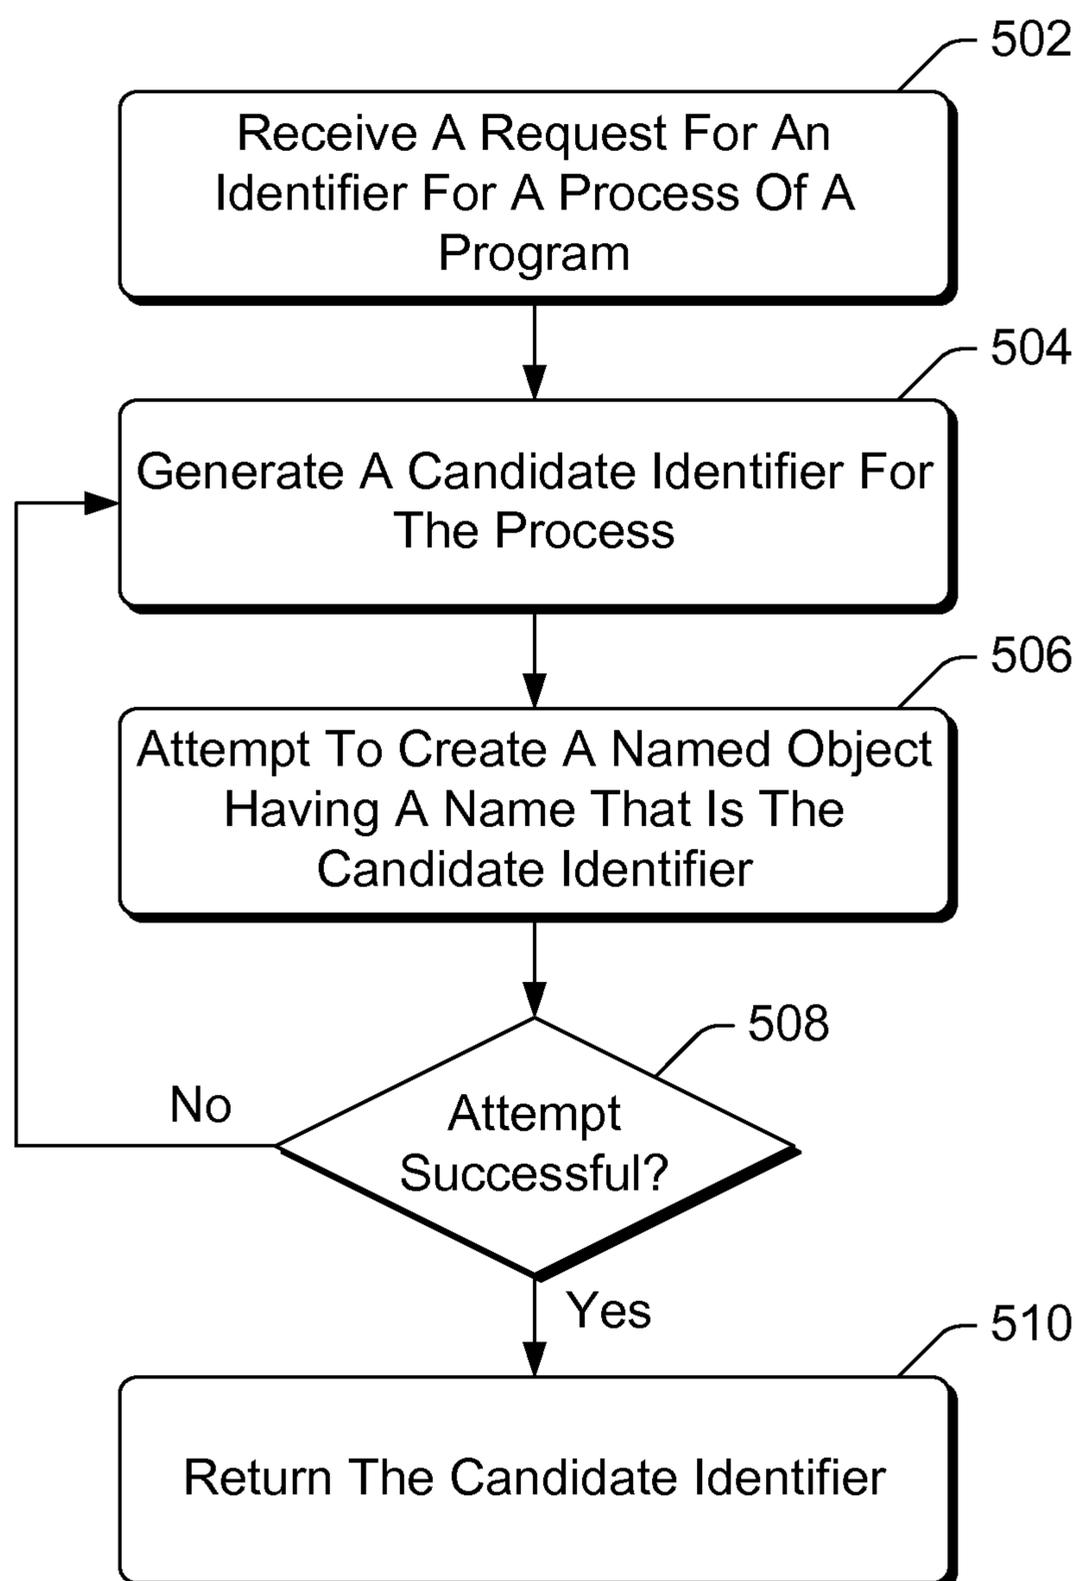 502
Receive A Request For An
Identifier For A Process Of A
Program
504
Generate A Candidate Identifier For
The Process
506
Attempt To Create A Named Object
Having A Name That Is The
Candidate Identifier
508
No
Attempt
Successful?
Yes
510
Return The Candidate Identifier